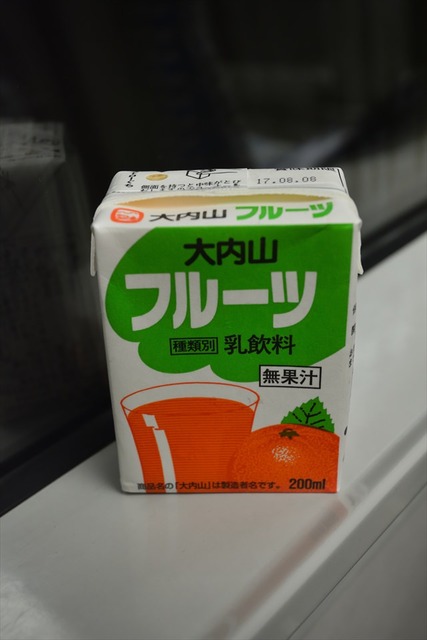 17.08.08
大内山 フルーツ
大内山
フルーツ
種類別 乳飲料
無果汁
商品名の「大内山」は製造者名です。 200ml